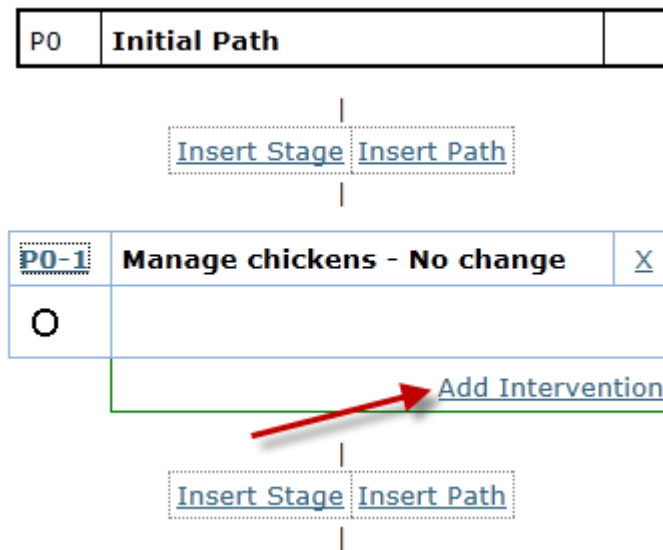 P0 Initial Path
Insert Stage Insert Path
P0-1 Manage chickens - No change X
O
Add Intervention
Insert Stage Insert Path